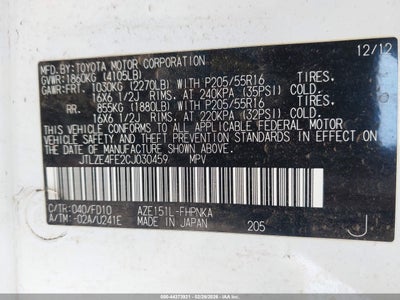 MFD.BY:TOYOTA MOTOR CORPORATION 12/12
GVWR:1860KG (4105LB)
GAWR:FRT. 1030KG (2270LB) WITH P205/55R16 TIRES.
16X6 1/2J RIMS, AT 240KPA (35PSI) COLD.
RR. 855KG (1880LB) WITH P205/55R16 TIRES.
16X6 1/2J RIMS, AT 220KPA (32PSI) COLD.
THIS VEHICLE CONFORMS TO ALL APPLICABLE FEDERAL MOTOR
VEHICLE SAFETY, BUMPER, AND THEFT PREVENTION STANDARDS
IN EFFECT ON THE DATE OF MANUFACTURE SHOWN ABOVE.
JTLZE4FE2CJ030459 MPV
C/TR:040/FD10 AZE151L-FHPNKA
A/TM:-02A/U241E MADE IN JAPAN 205 J